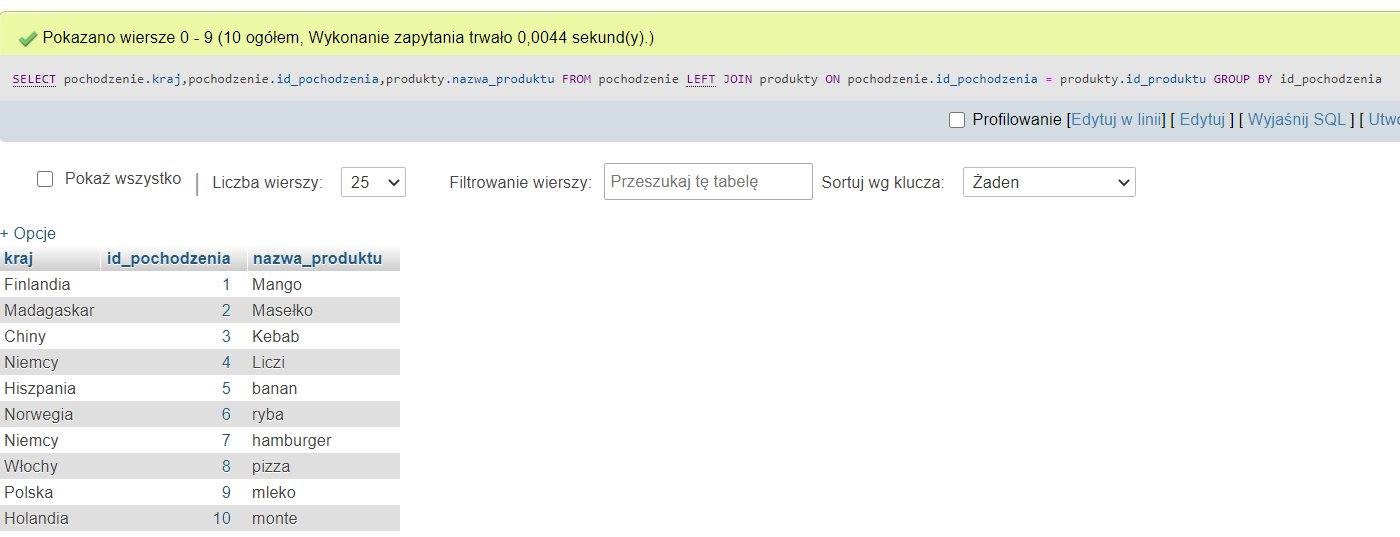 Pokazano wiersze 0 - 9 (10 ogółem, Wykonanie zapytania trwało 0,0044 sekund(y).)
SELECT pochodzenie.kraj,pochodzenie.id_pochodzenia,produkty.nazwa_produktu FROM pochodzenie LEFT JOIN produkty ON pochodzenie.id_pochodzenia = produkty.id_produktu GROUP BY id_pochodzenia
Profilowanie [Edytuj w linii] [ Edytuj ] [ Wyjaśnij SQL ] [ Utwo
Pokaż wszystko | Liczba wierszy: 25 Filtrowanie wierszy: Przeszukaj tę tabelę Sortuj wg klucza: Żaden
+ Opcje
kraj id_pochodzenia nazwa_produktu
Finlandia 1 Mango
Madagaskar 2 Masełko
Chiny 3 Kebab
Niemcy 4 Liczi
Hiszpania 5 banan
Norwegia 6 ryba
Niemcy 7 hamburger
Włochy 8 pizza
Polska 9 mleko
Holandia 10 monte